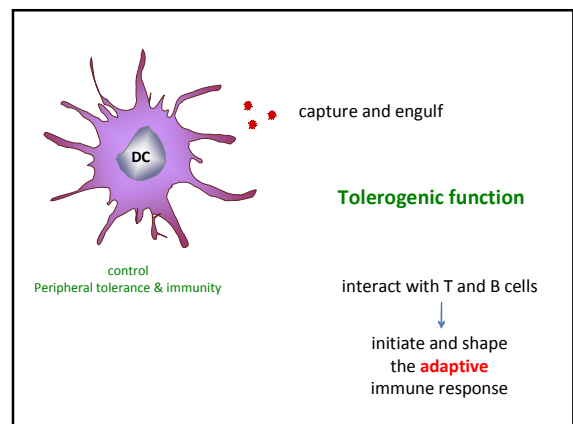 capture and engulf
DC
Tolerogenic function
control
Peripheral tolerance & immunity
interact with T and B cells
initiate and shape
the adaptive
immune response